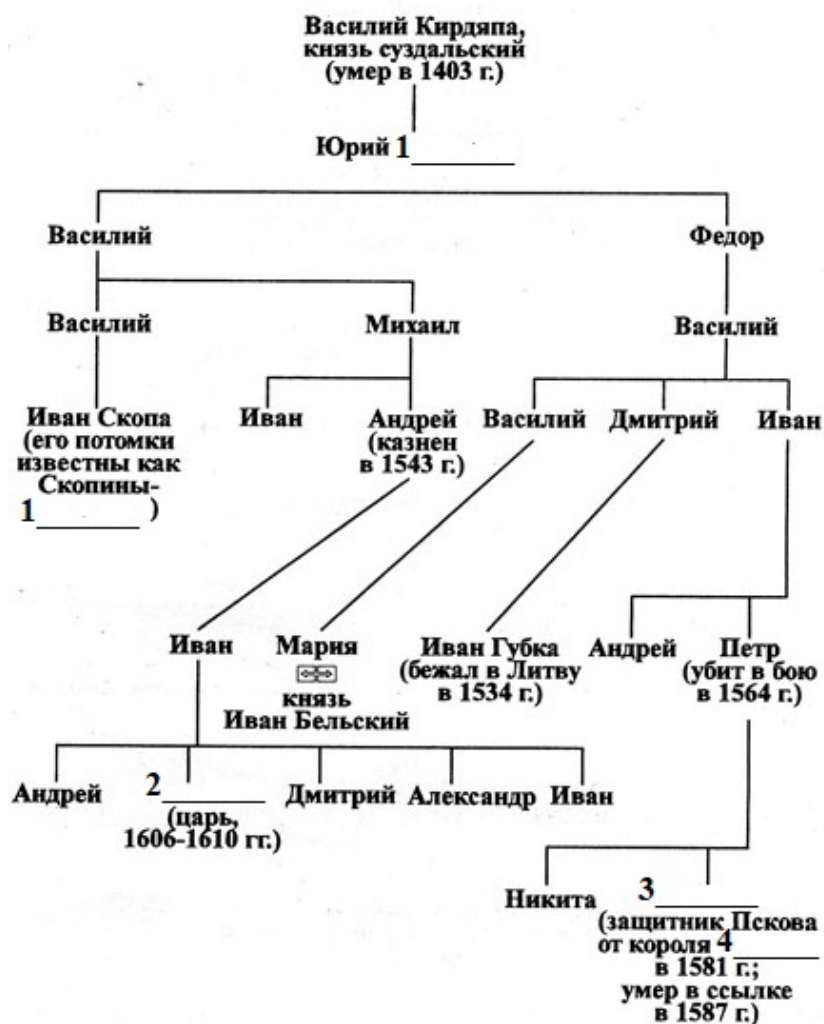 Василий Кирдяпа,
князь суздальский
(умер в 1403 г.)
Юрий 1
Василий
Федор
Василий
Михаил
Василий
Иван Скопа
(его потомки
известны как
Скопины-
1 )
Иван
Андрей
(казнен
в 1543 г.)
Василий
Дмитрий
Иван
Иван
Мария
князь
Иван Бельский
Иван Губка
(бежал в Литву
в 1534 г.)
Андрей
Петр
(убит в бою
в 1564 г.)
Андрей
2
(царь,
1606-1610 гг.)
Дмитрий
Александр
Иван
Никита
3
(защитник Пскова
от короля 4
в 1581 г.;
умер в ссылке
в 1587 г.)